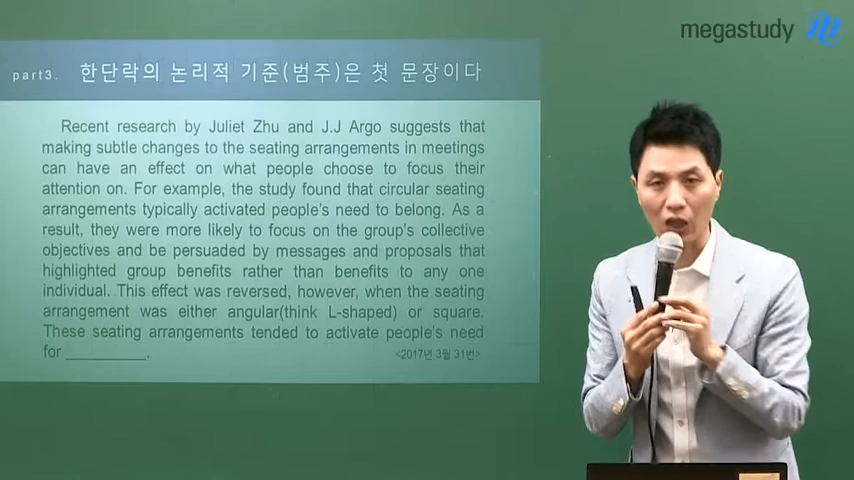 megastudy
part3. 한단락의 논리적 기준(범주)은 첫 문장이다
Recent research by Juliet Zhu and J.J Argo suggests that
making subtle changes to the seating arrangements in meetings
can have an effect on what people choose to focus their
attention on. For example, the study found that circular seating
arrangements typically activated people's need to belong. As a
result, they were more likely to focus on the group's collective
objectives and be persuaded by messages and proposals that
highlighted group benefits rather than benefits to any one
individual. This effect was reversed, however, when the seating
arrangement was either angular(think L-shaped) or square.
These seating arrangements tended to activate people's need
for ______________. <2017년 3월 31번>